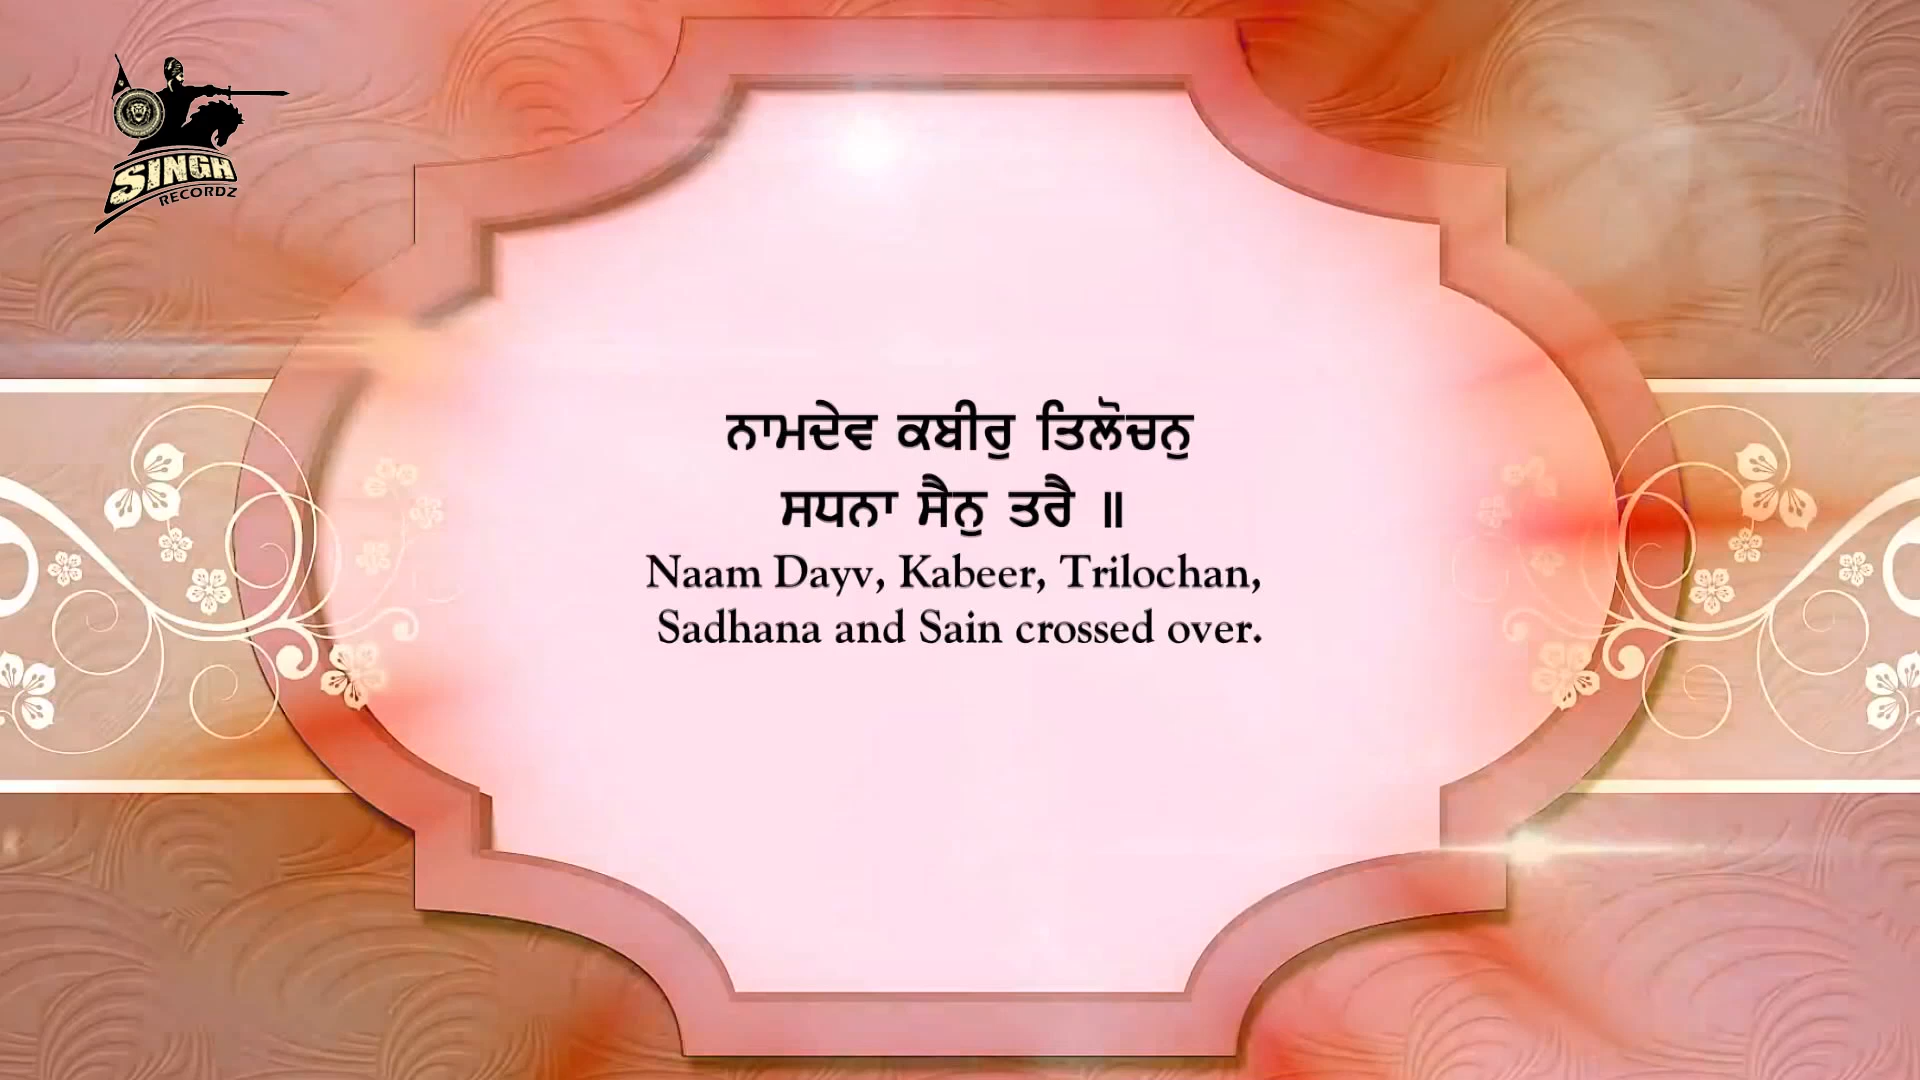 SINGH
RECORDZ
ਨਾਮਦੇਵ ਕਬੀਰੁ ਤਿਲੋਚਨੁ
ਸਧਨਾ ਸੈਨੁ ਤਰੈ ॥
Naam Dayv, Kabeer, Trilochan,
Sadhana and Sain crossed over.